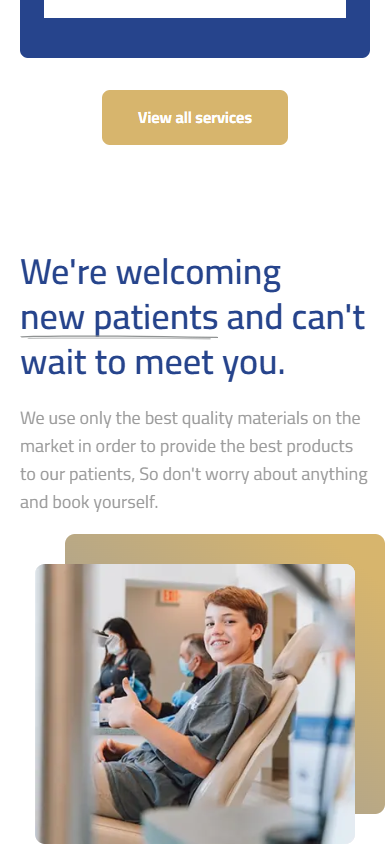 View all services
We're welcoming
new patients and can't
wait to meet you.
We use only the best quality materials on the
market in order to provide the best products
to our patients, So don't worry about anything
and book yourself.